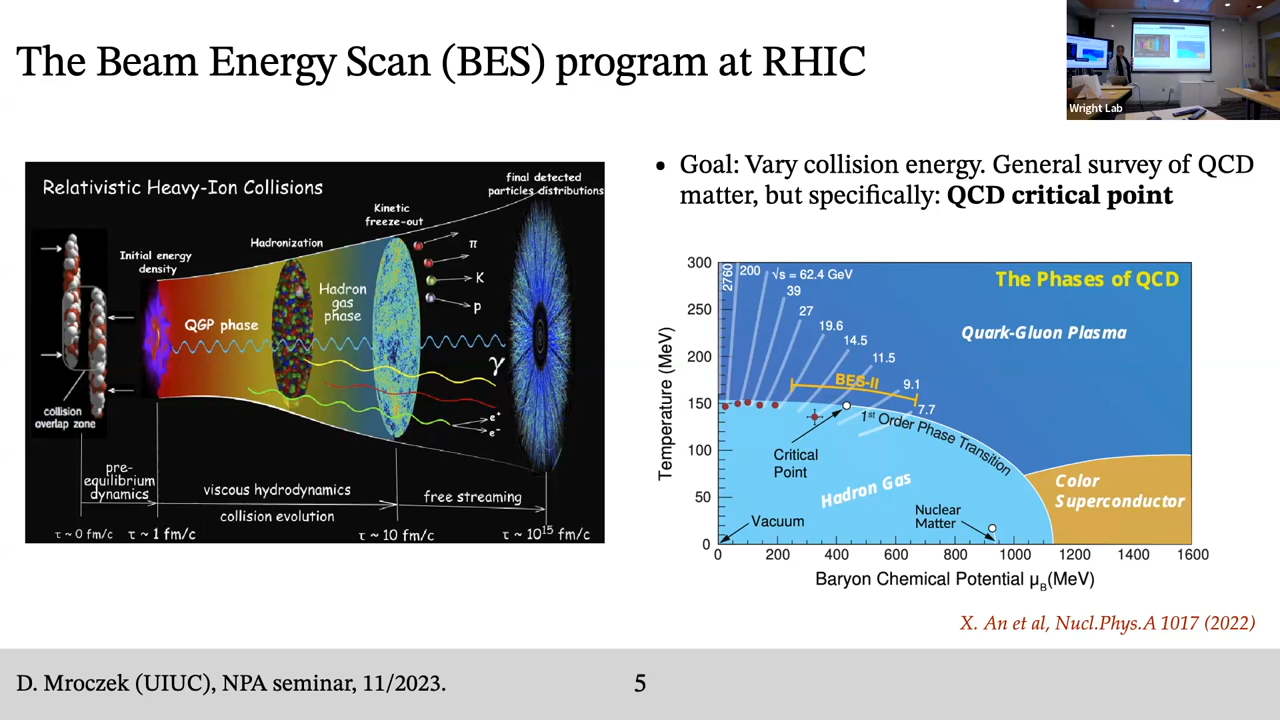 The Beam Energy Scan (BES) program at RHIC
Wright Lab
Relativistic Heavy-Ion Collisions
final detected
particles distributions
Kinetic
freeze-out
Hadronization
Initial energy
density
π
K
p
QGP phase
Hadron
gas
phase
γ
e⁺
e⁻
collision
overlap zone
pre-
equilibrium
dynamics
viscous hydrodynamics
collision evolution
free streaming
τ ~ 0 fm/c
τ ~ 1 fm/c
τ ~ 10 fm/c
τ ~ 10¹⁵ fm/c
• Goal: Vary collision energy. General survey of QCD
matter, but specifically: QCD critical point
The Phases of QCD
Quark-Gluon Plasma
2760
200
√s = 62.4 GeV
39
27
19.6
14.5
11.5
9.1
7.7
BES-II
1st Order Phase Transition
Critical
Point
Hadron Gas
Color
Superconductor
Nuclear
Matter
Vacuum
Temperature (MeV)
300
250
200
150
100
50
0
0 200 400 600 800 1000 1200 1400 1600
Baryon Chemical Potential μB(MeV)
X. An et al, Nucl.Phys.A 1017 (2022)
D. Mroczek (UIUC), NPA seminar, 11/2023.
5